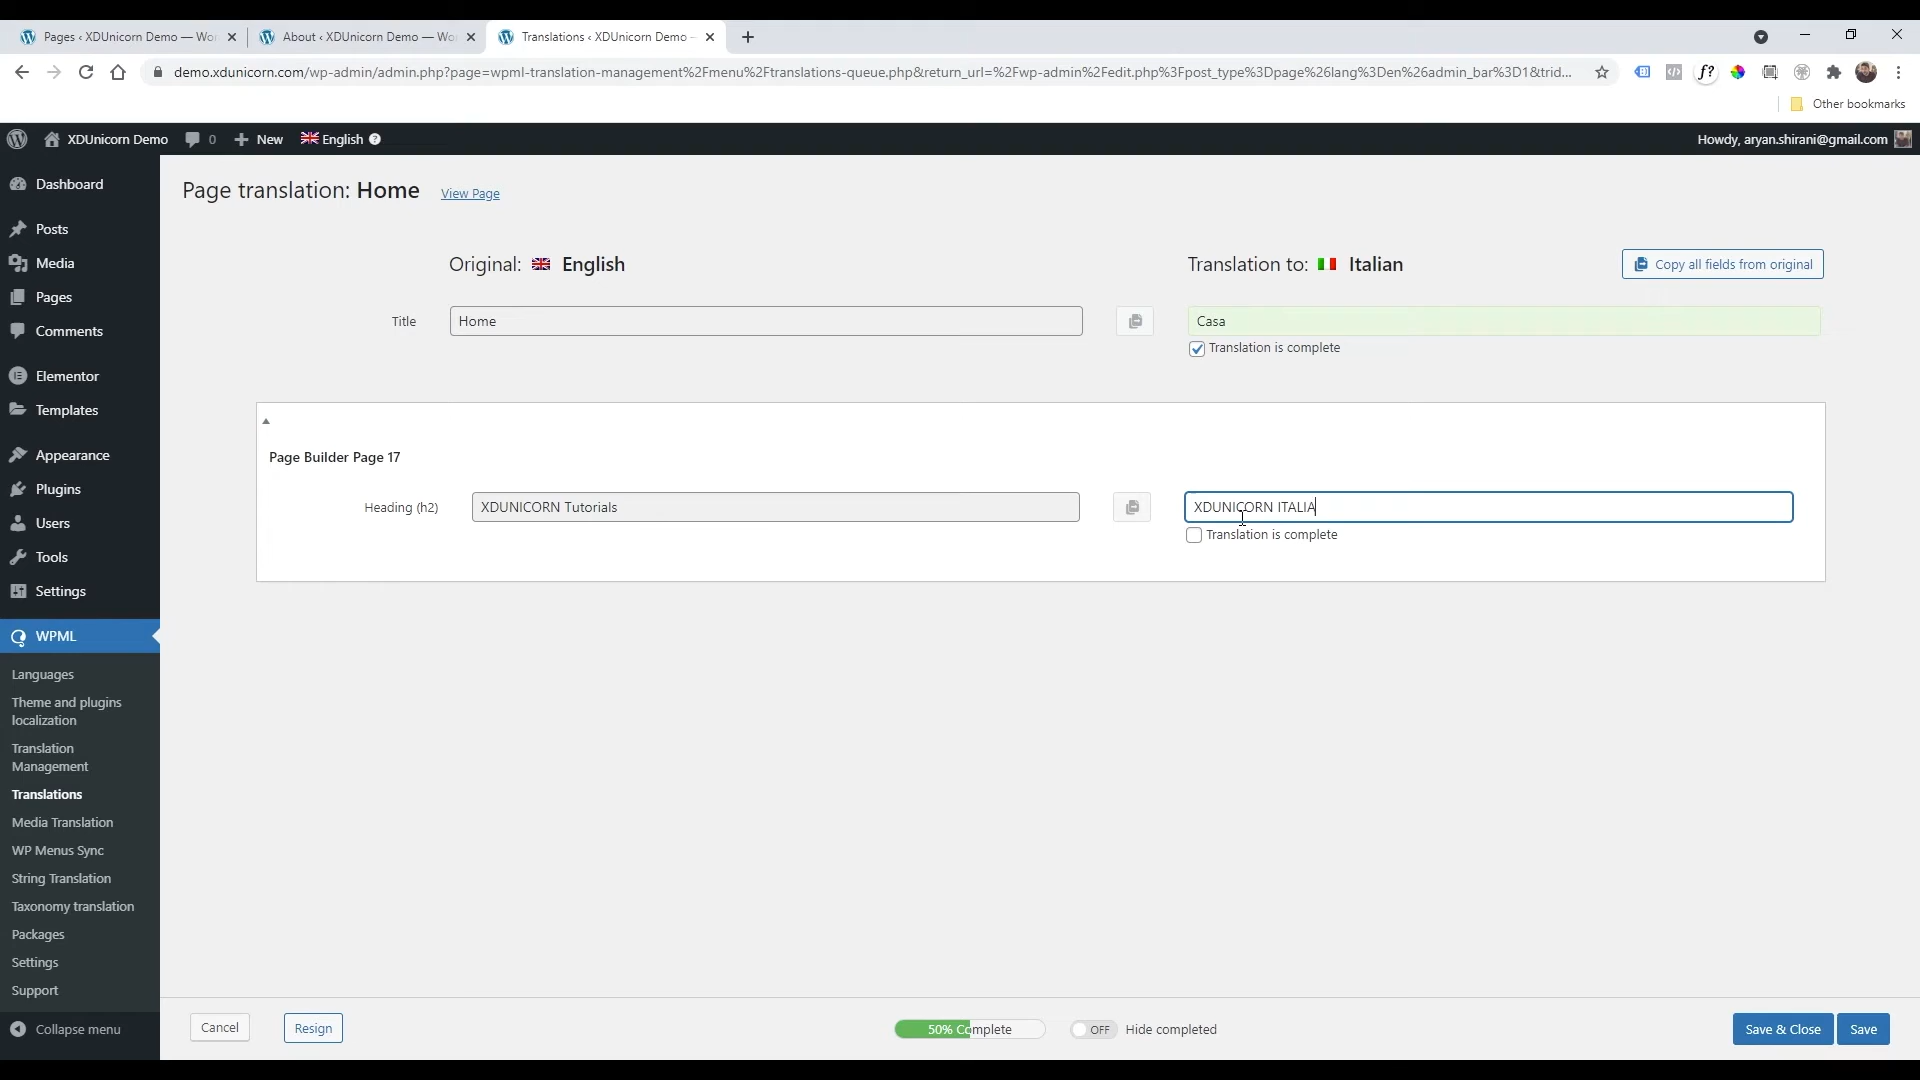 Pages ‹ XDUnicorn Demo — Wor
About ‹ XDUnicorn Demo — Wo
Translations ‹ XDUnicorn Demo –
demo.xdunicorn.com/wp-admin/admin.php?page=wpml-translation-management%2Fmenu%2Ftranslations-queue.php&return_url=%2Fwp-admin%2Fedit.php%3Fpost_type%3Dpage%26lang%3Den%26admin_bar%3D1&trid...
f?
Other bookmarks
XDUnicorn Demo
0
New
English
Howdy, aryan.shirani@gmail.com
Dashboard
Posts
Media
Pages
Comments
Elementor
Templates
Appearance
Plugins
Users
Tools
Settings
WPML
Languages
Theme and plugins
localization
Translation
Management
Translations
Media Translation
WP Menus Sync
String Translation
Taxonomy translation
Packages
Settings
Support
Collapse menu
Page translation: Home View Page
Original: English
Translation to: Italian
Copy all fields from original
Title
Home
Casa
Translation is complete
Page Builder Page 17
Heading (h2)
XDUNICORN Tutorials
XDUNICORN ITALIA
Translation is complete
Cancel
Resign
50% Complete
OFF
Hide completed
Save & Close
Save